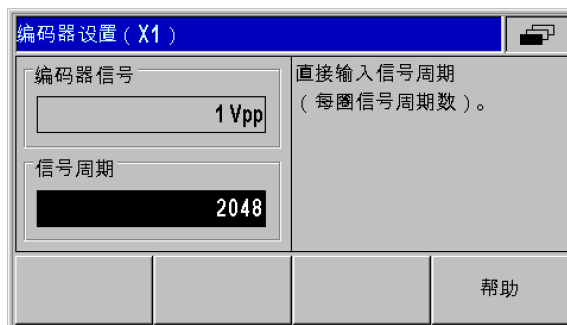 编码器设置（X1）
编码器信号
1 Vpp
信号周期
2048
直接输入信号周期
（每圈信号周期数）。
帮助